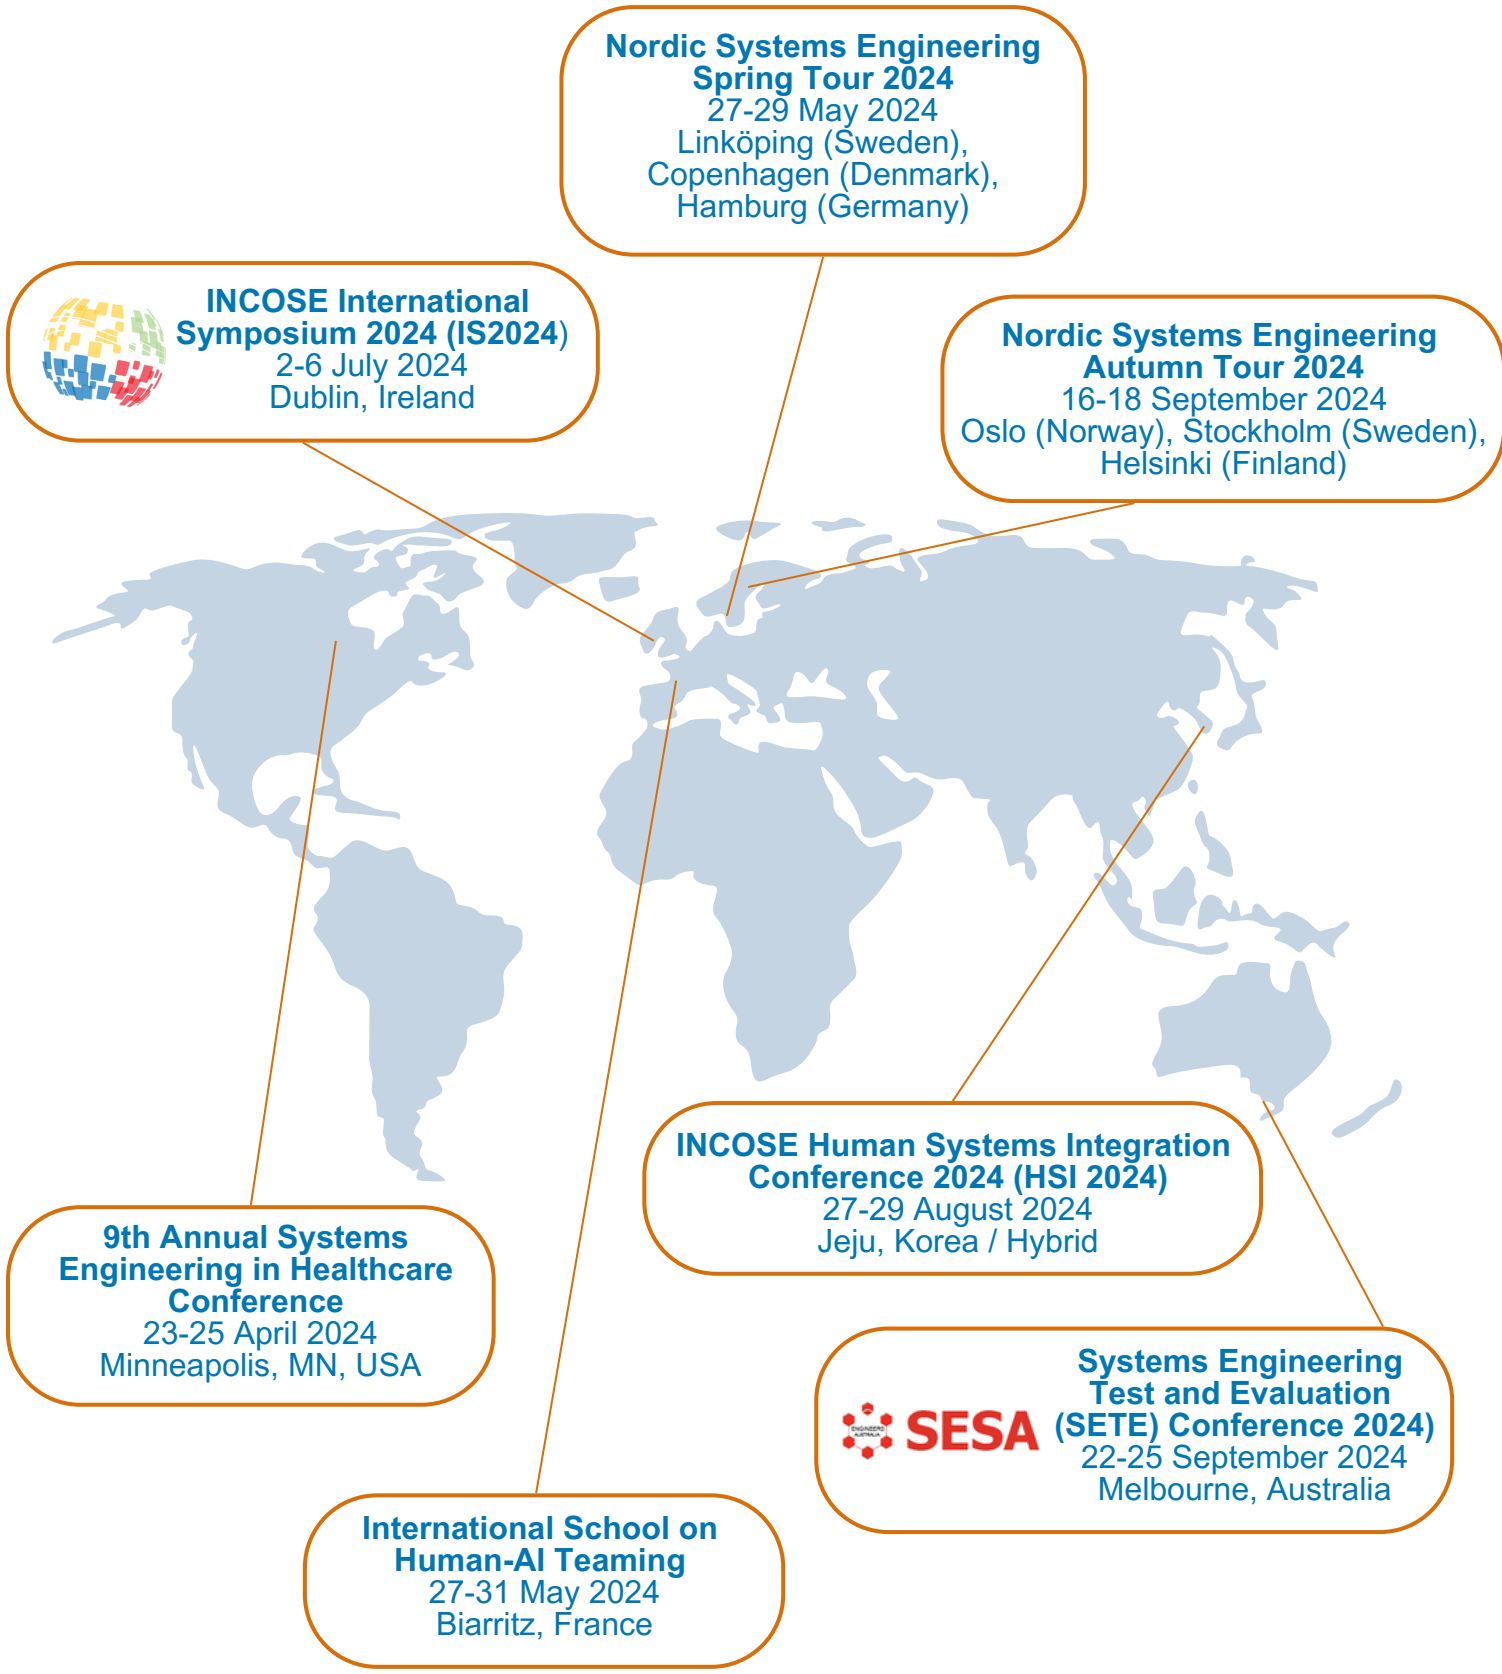 Nordic Systems Engineering
Spring Tour 2024
27-29 May 2024
Linköping (Sweden),
Copenhagen (Denmark),
Hamburg (Germany)
INCOSE International
Symposium 2024 (IS2024)
2-6 July 2024
Dublin, Ireland
Nordic Systems Engineering
Autumn Tour 2024
16-18 September 2024
Oslo (Norway), Stockholm (Sweden),
Helsinki (Finland)
INCOSE Human Systems Integration
Conference 2024 (HSI 2024)
27-29 August 2024
Jeju, Korea / Hybrid
9th Annual Systems
Engineering in Healthcare
Conference
23-25 April 2024
Minneapolis, MN, USA
ENGINEERS
AUSTRALIA
SESA
Systems Engineering
Test and Evaluation
(SETE) Conference 2024)
22-25 September 2024
Melbourne, Australia
International School on
Human-AI Teaming
27-31 May 2024
Biarritz, France